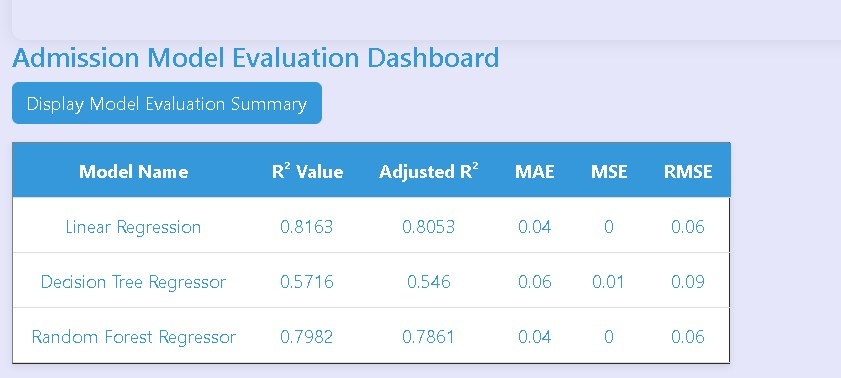 Admission Model Evaluation Dashboard
Display Model Evaluation Summary
Model Name R² Value Adjusted R² MAE MSE RMSE
Linear Regression 0.8163 0.8053 0.04 0 0.06
Decision Tree Regressor 0.5716 0.546 0.06 0.01 0.09
Random Forest Regressor 0.7982 0.7861 0.04 0 0.06